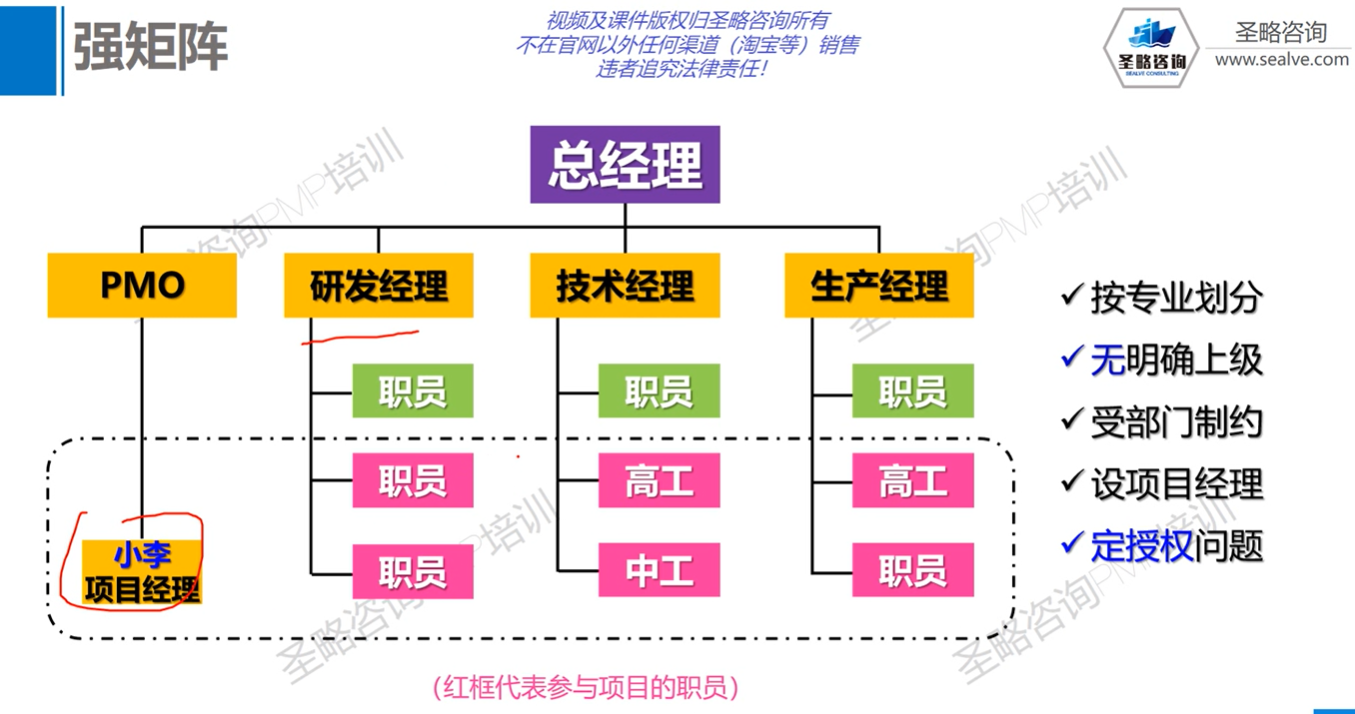 强矩阵
视频及课件版权归圣略咨询所有
不在官网以外任何渠道（淘宝等）销售
违者追究法律责任！
圣略咨询
SEALVE CONSULTING
圣略咨询
www.sealve.com
总经理
PMO
研发经理
技术经理
生产经理
职员
职员
职员
职员
高工
高工
职员
中工
职员
小李
项目经理
（红框代表参与项目的职员）
✓按专业划分
✓无明确上级
✓受部门制约
✓设项目经理
✓定授权问题
咨询PMP培训
询PMP培训
圣略咨询PMP培训
圣略咨询PMP培训